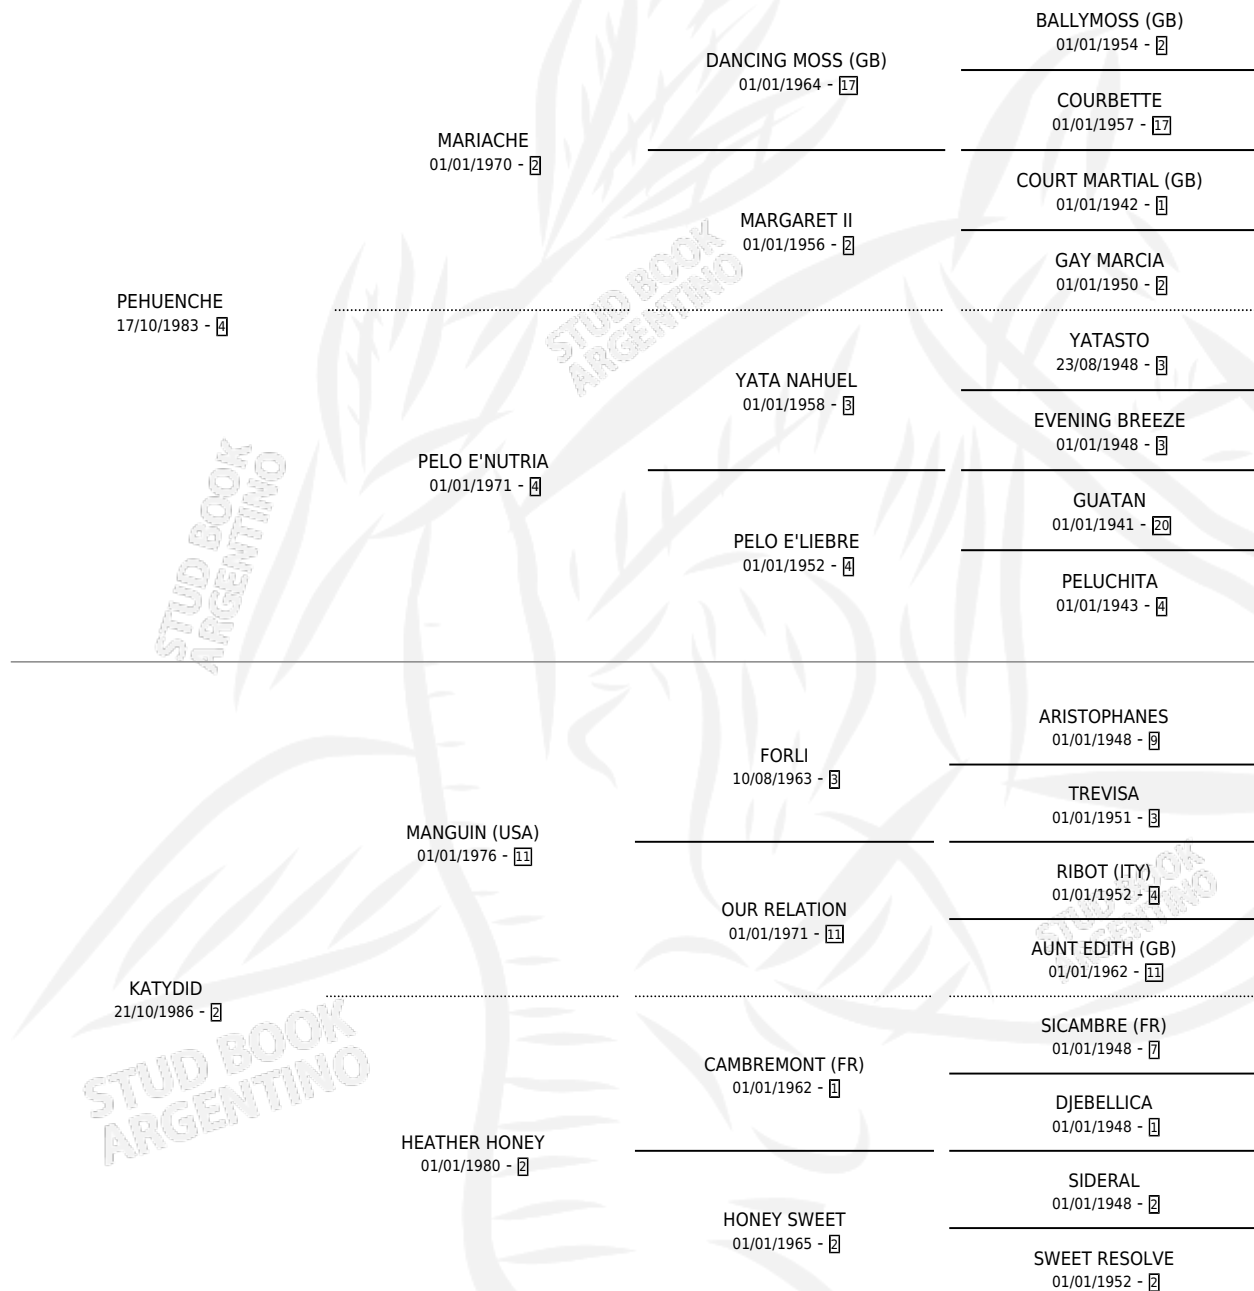 BALLYMOSS (GB)
01/01/1954 - 2
DANCING MOSS (GB)
01/01/1964 - 17
COURBETTE
01/01/1957 - 17
MARIACHE
01/01/1970 - 2
COURT MARTIAL (GB)
01/01/1942 - 1
MARGARET II
01/01/1956 - 2
GAY MARCIA
01/01/1950 - 2
PEHUENCHE
17/10/1983 - 4
YATASTO
23/08/1948 - 3
YATA NAHUEL
01/01/1958 - 3
EVENING BREEZE
01/01/1948 - 3
PELO E'NUTRIA
01/01/1971 - 4
GUATAN
01/01/1941 - 20
PELO E'LIEBRE
01/01/1952 - 4
PELUCHITA
01/01/1943 - 4
STUD BOOK
ARGENTINO
STUD BOOK
ARGENTINO
ARISTOPHANES
01/01/1948 - 9
FORLI
10/08/1963 - 3
TREVISA
01/01/1951 - 3
MANGUIN (USA)
01/01/1976 - 11
RIBOT (ITY)
01/01/1952 - 4
OUR RELATION
01/01/1971 - 11
AUNT EDITH (GB)
01/01/1962 - 11
KATYDID
21/10/1986 - 2
SICAMBRE (FR)
01/01/1948 - 7
CAMBREMONT (FR)
01/01/1962 - 1
DJEBELLICA
01/01/1948 - 1
HEATHER HONEY
01/01/1980 - 2
SIDERAL
01/01/1948 - 2
HONEY SWEET
01/01/1965 - 2
SWEET RESOLVE
01/01/1952 - 2
STUD BOOK
ARGENTINO
STUD BOOK
ARGENTINO